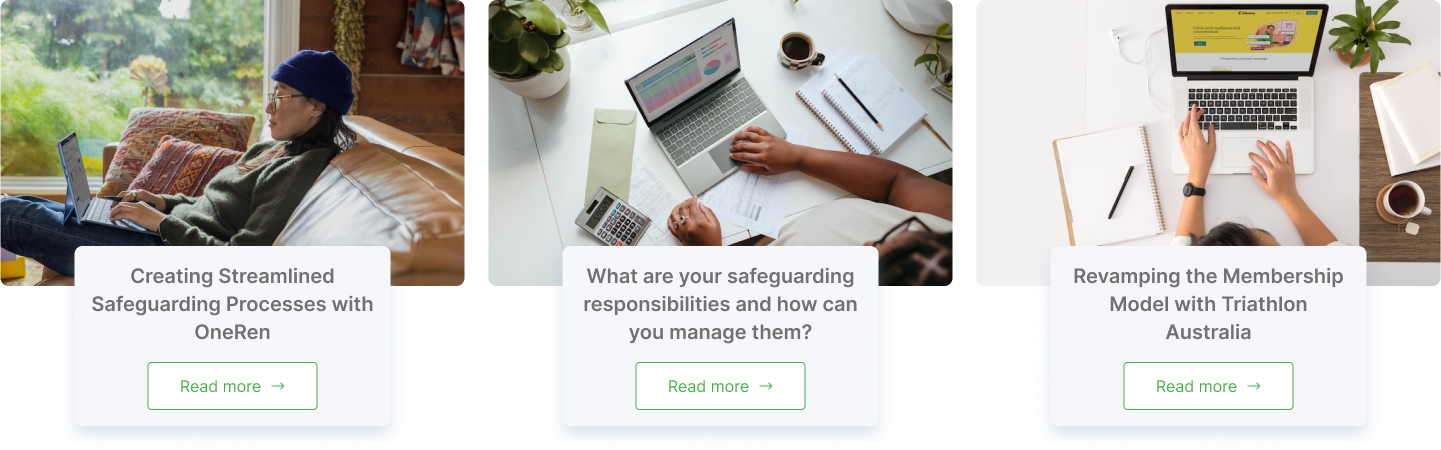 Creating Streamlined
Safeguarding Processes with
OneRen
Read more →
What are your safeguarding
responsibilities and how can
you manage them?
Read more →
Revamping the Membership
Model with Triathlon
Australia
Read more →